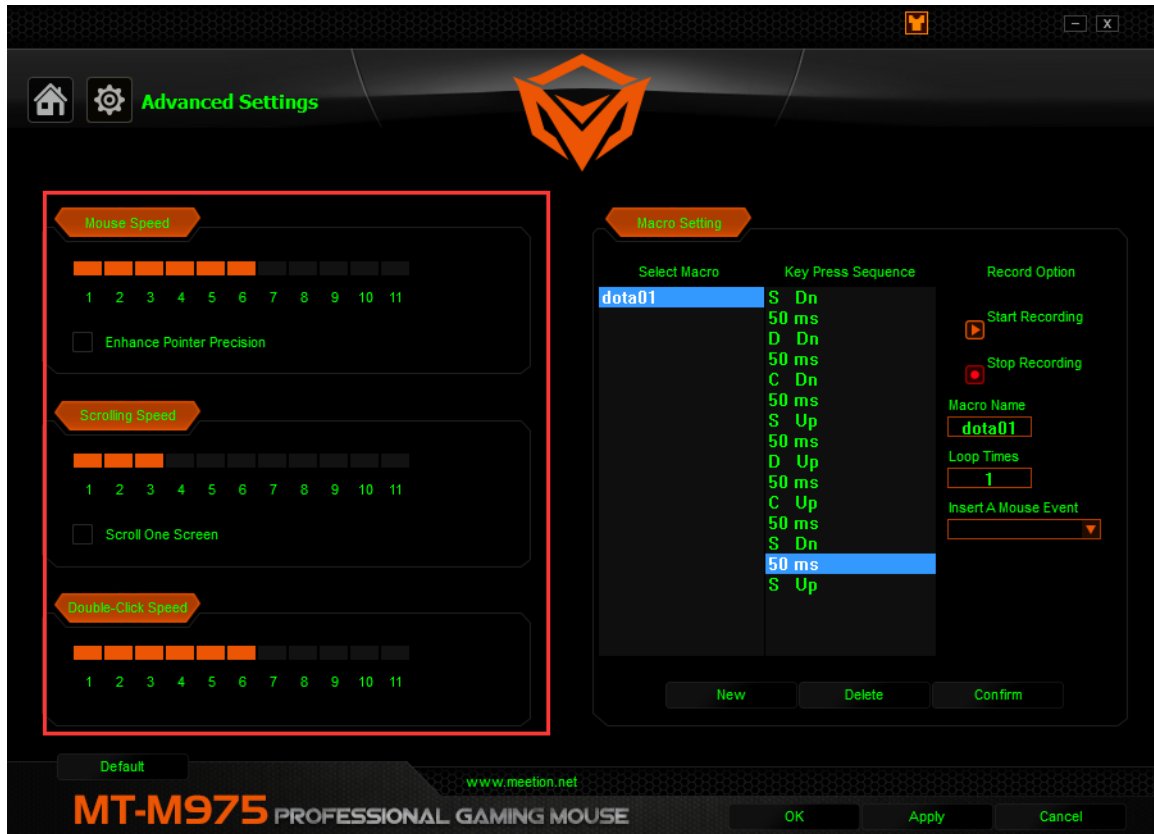 X
Advanced Settings
Mouse Speed
1 2 3 4 5 6 7 8 9 10 11
Enhance Pointer Precision
Scrolling Speed
1 2 3 4 5 6 7 8 9 10 11
Scroll One Screen
Double-Click Speed
1 2 3 4 5 6 7 8 9 10 11
Macro Setting
Select Macro
dota01
Key Press Sequence
S Dn
50 ms
D Dn
50 ms
C Dn
50 ms
S Up
50 ms
D Up
50 ms
C Up
50 ms
S Dn
50 ms
S Up
Record Option
Start Recording
Stop Recording
Macro Name
dota01
Loop Times
1
Insert A Mouse Event
New Delete Confirm
Default
www.meetion.net
MT-M975 PROFESSIONAL GAMING MOUSE
OK Apply Cancel